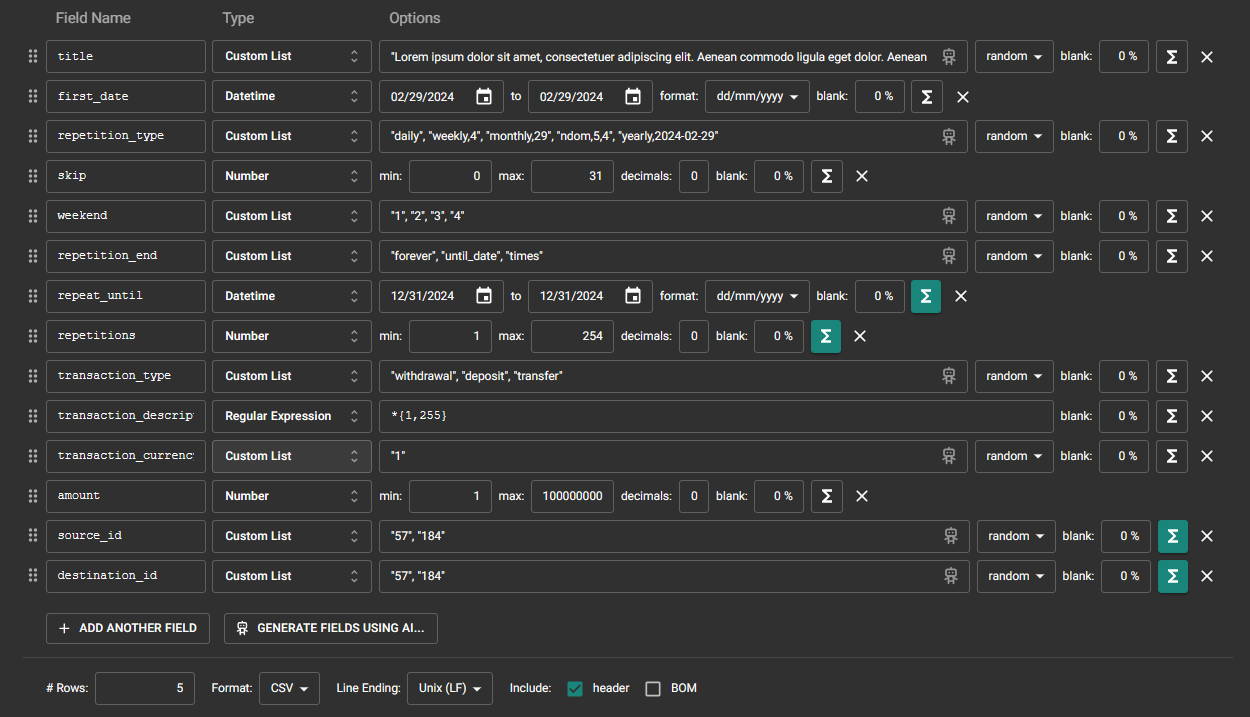 Field Name Type Options
title Custom List "Lorem ipsum dolor sit amet, consectetuer adipiscing elit. Aenean commodo ligula eget dolor. Aenean random blank: 0 % Σ
first_date Datetime 02/29/2024 to 02/29/2024 format: dd/mm/yyyy blank: 0 % Σ
repetition_type Custom List "daily", "weekly,4", "monthly,29", "ndom,5,4", "yearly,2024-02-29" random blank: 0 % Σ
skip Number min: 0 max: 31 decimals: 0 blank: 0 % Σ
weekend Custom List "1", "2", "3", "4" random blank: 0 % Σ
repetition_end Custom List "forever", "until_date", "times" random blank: 0 % Σ
repeat_until Datetime 12/31/2024 to 12/31/2024 format: dd/mm/yyyy blank: 0 % Σ
repetitions Number min: 1 max: 254 decimals: 0 blank: 0 % Σ
transaction_type Custom List "withdrawal", "deposit", "transfer" random blank: 0 % Σ
transaction_descrip Regular Expression *{1,255} blank: 0 % Σ
transaction_currenc Custom List "1" random blank: 0 % Σ
amount Number min: 1 max: 100000000 decimals: 0 blank: 0 % Σ
source_id Custom List "57", "184" random blank: 0 % Σ
destination_id Custom List "57", "184" random blank: 0 % Σ
+ ADD ANOTHER FIELD GENERATE FIELDS USING AI...
# Rows: 5 Format: CSV Line Ending: Unix (LF) Include: header BOM